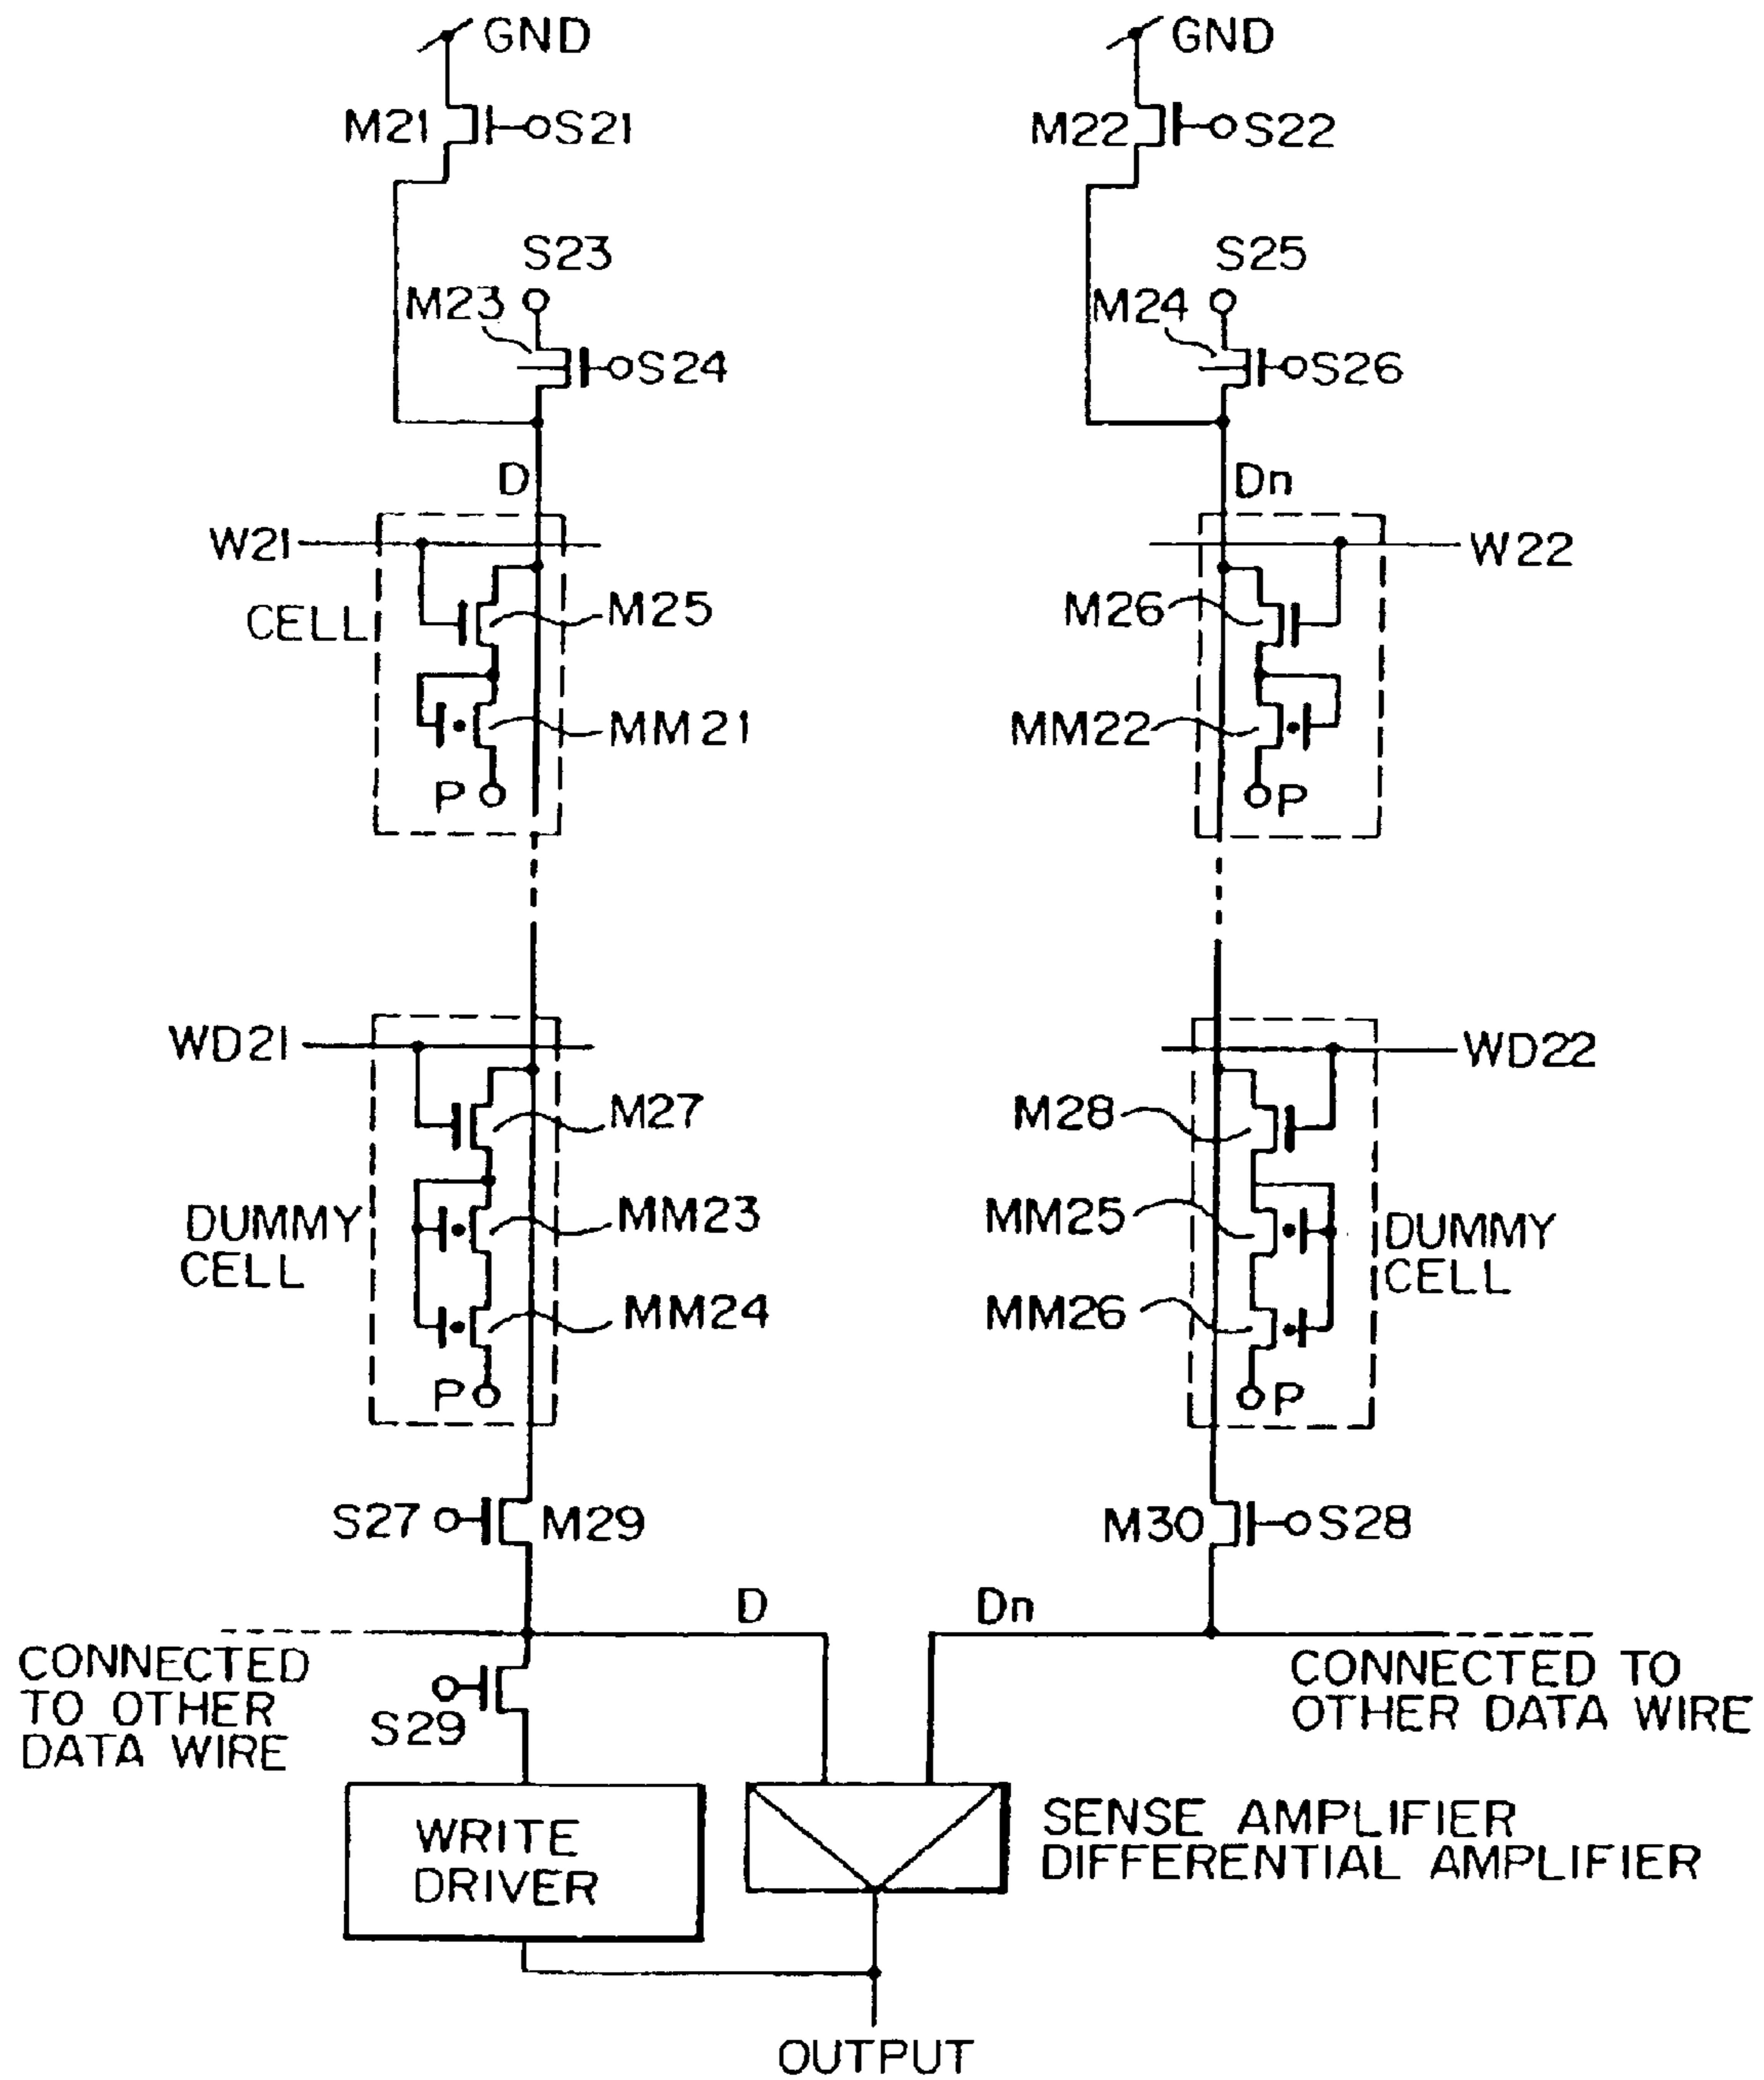 GND
GND
M21
S21
M22
S22
S23
S25
M23
M24
S24
S26
D
Dn
W21
W22
CELL
M25
M26
MM21
MM22
P
P
WD21
WD22
M27
M28
DUMMY
CELL
MM23
MM25
DUMMY
CELL
MM24
MM26
P
P
S27
M29
M30
S28
D
Dn
CONNECTED
TO OTHER
DATA WIRE
CONNECTED TO
OTHER DATA WIRE
S29
WRITE
DRIVER
SENSE AMPLIFIER
DIFFERENTIAL AMPLIFIER
OUTPUT